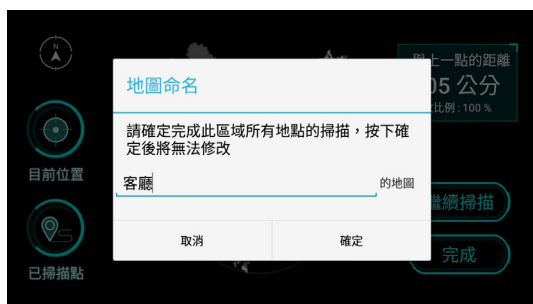 N
與上一點的距離
05 公分
比例 : 100 %
地圖命名
請確定完成此區域所有地點的掃描，按下確
定後將無法修改
客廳 的地圖
取消 確定
目前位置
已掃描點
繼續掃描
完成